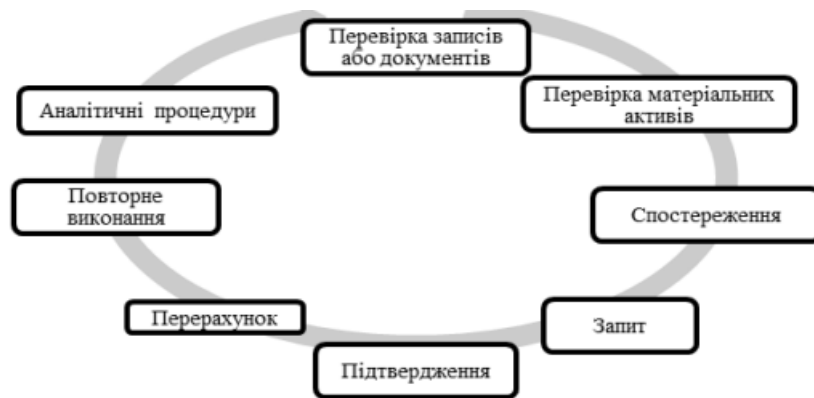 Перевірка записів
або документів
Перевірка матеріальних
активів
Спостереження
Запит
Підтвердження
Перерахунок
Повторне
виконання
Аналітичні процедури